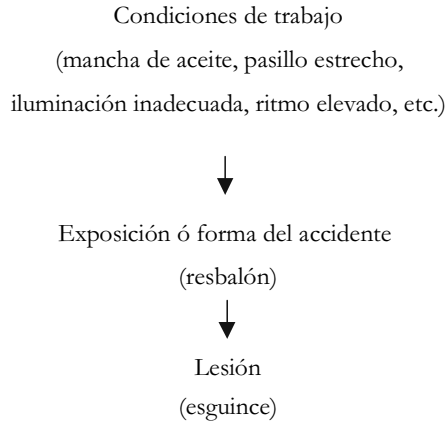 Condiciones de trabajo
(mancha de aceite, pasillo estrecho,
iluminación inadecuada, ritmo elevado, etc.)
Exposición ó forma del accidente
(resbalón)
Lesión
(esguince)